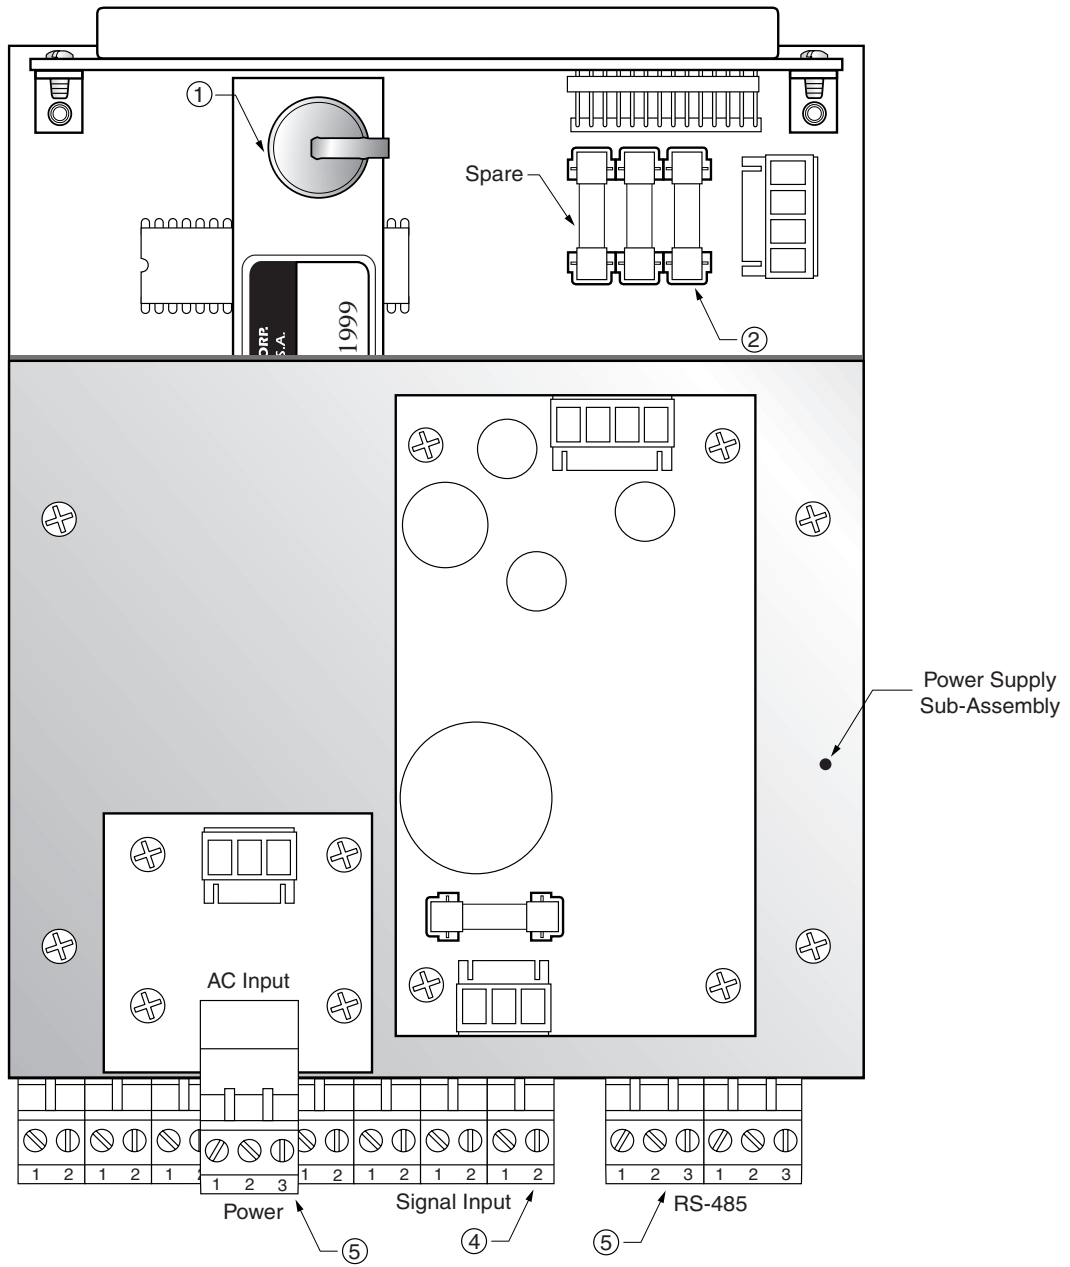 ①
Spare
②
ORP.
S.A.
1999
Power Supply
Sub-Assembly
AC Input
1 2 1 2 1 2 1 2 1 2 1 2 1 2 1 2 3 1 2 3
1 2 3
Power
Signal Input
RS-485
⑤
④
⑤